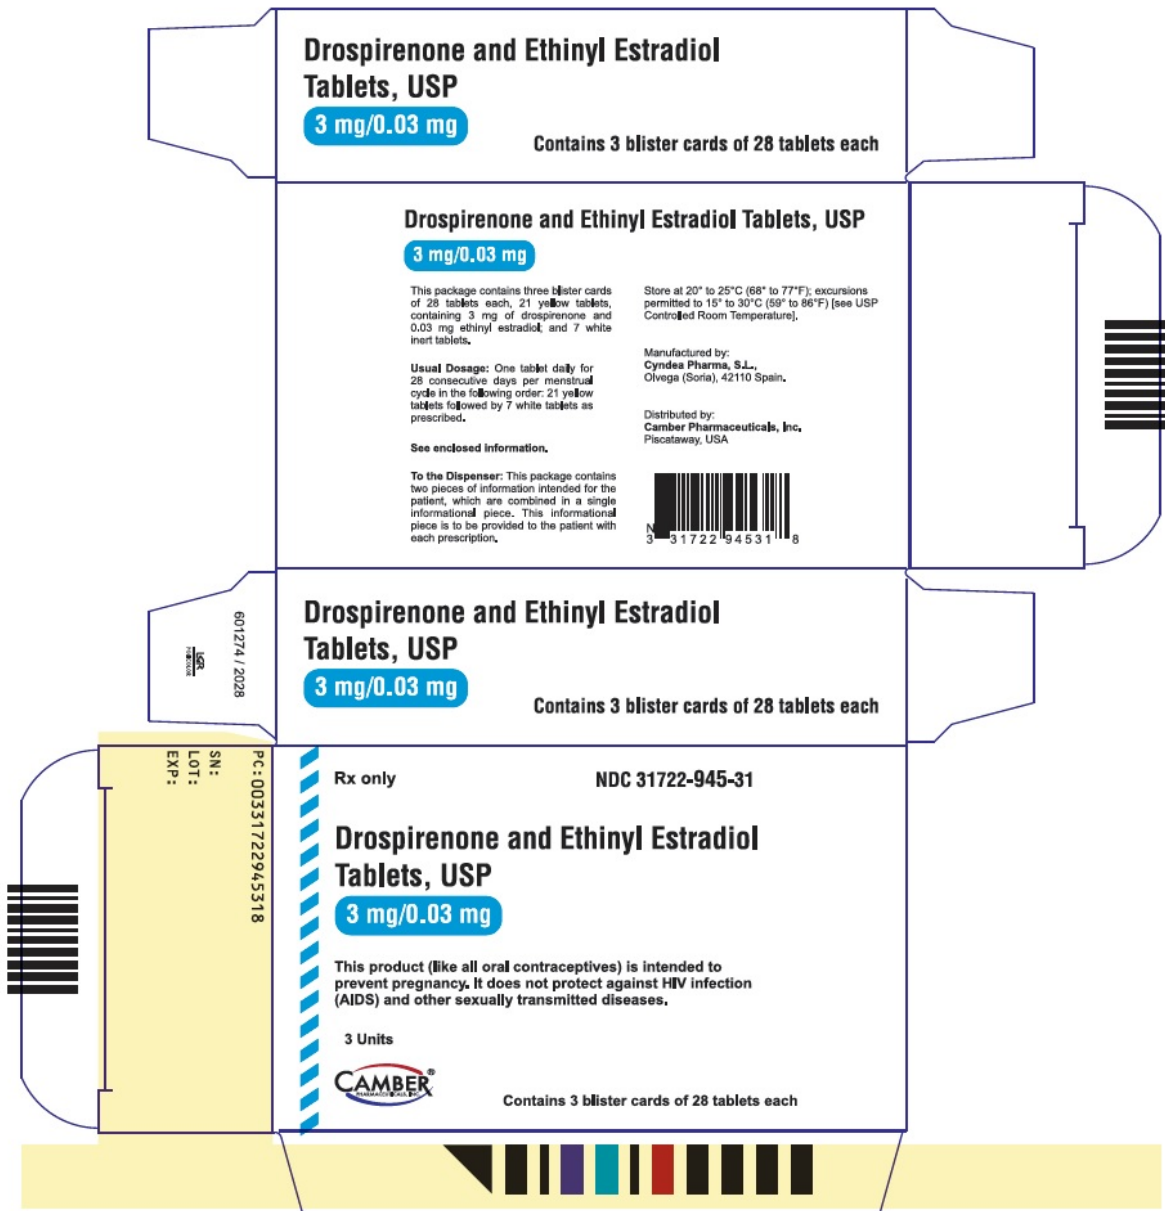 Drospirenone and Ethinyl Estradiol
Tablets, USP
3 mg/0.03 mg
Contains 3 blister cards of 28 tablets each
Drospirenone and Ethinyl Estradiol Tablets, USP
3 mg/0.03 mg
This package contains three blister cards
of 28 tablets each, 21 yellow tablets,
containing 3 mg of drospirenone and
0.03 mg ethinyl estradiol; and 7 white
inert tablets.
Usual Dosage: One tablet daily for
28 consecutive days per menstrual
cycle in the following order: 21 yellow
tablets followed by 7 white tablets as
prescribed.
See enclosed information.
To the Dispenser: This package contains
two pieces of information intended for the
patient, which are combined in a single
informational piece. This informational
piece is to be provided to the patient with
each prescription.
Store at 20° to 25°C (68° to 77°F); excursions
permitted to 15° to 30°C (59° to 86°F) [see USP
Controlled Room Temperature].
Manufactured by:
Cyndea Pharma, S.L.,
Olvega (Soria), 42110 Spain.
Distributed by:
Camber Pharmaceuticals, Inc.
Piscataway, USA
N
3 31722 94531 8
Drospirenone and Ethinyl Estradiol
Tablets, USP
3 mg/0.03 mg
Contains 3 blister cards of 28 tablets each
601274 / 2028
PC:00331722945318
SN:
LOT:
EXP:
Rx only
NDC 31722-945-31
Drospirenone and Ethinyl Estradiol
Tablets, USP
3 mg/0.03 mg
This product (like all oral contraceptives) is intended to
prevent pregnancy. It does not protect against HIV infection
(AIDS) and other sexually transmitted diseases.
3 Units
CAMBER®
PHARMACEUTICALS, INC.
Contains 3 blister cards of 28 tablets each